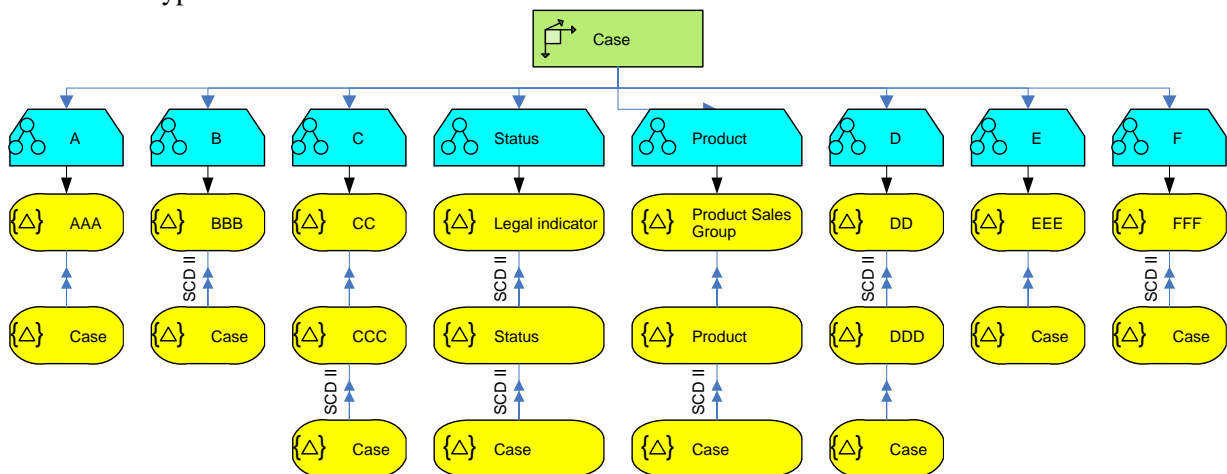 yp
Case
A
B
C
Status
Product
D
E
F
AAA
BBB
CC
Legal indicator
Product Sales
Group
DD
EEE
FFF
SCD II
SCD II
SCD II
SCD II
Case
Case
CCC
Status
Product
DDD
Case
Case
SCD II
SCD II
SCD II
Case
Case
Case
Case